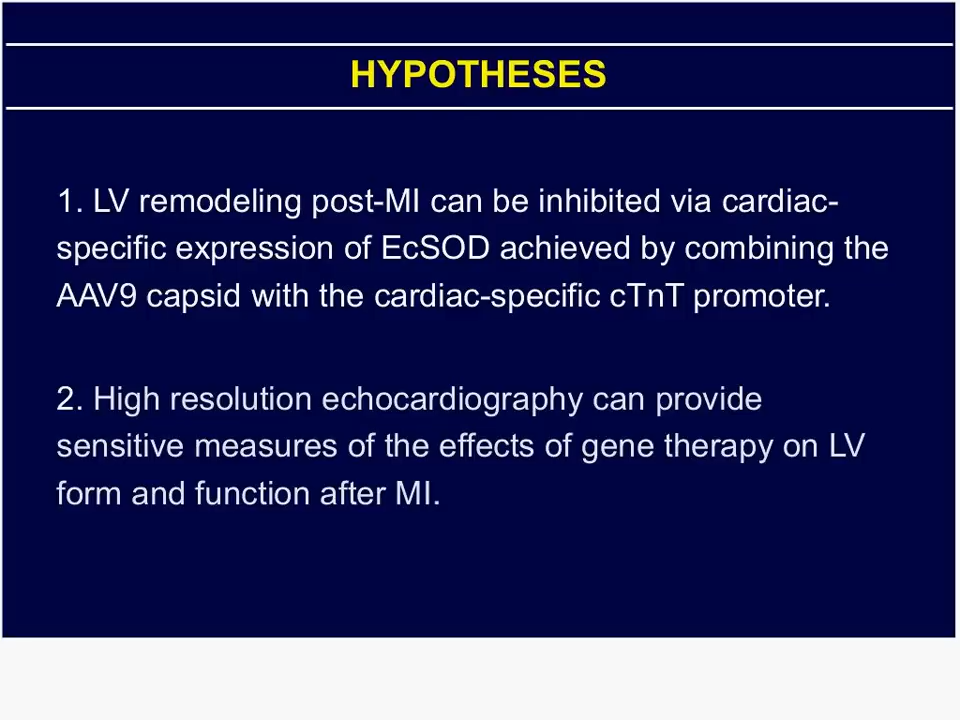 HYPOTHESES
1. LV remodeling post-MI can be inhibited via cardiac-
specific expression of EcSOD achieved by combining the
AAV9 capsid with the cardiac-specific cTnT promoter.
2. High resolution echocardiography can provide
sensitive measures of the effects of gene therapy on LV
form and function after MI.